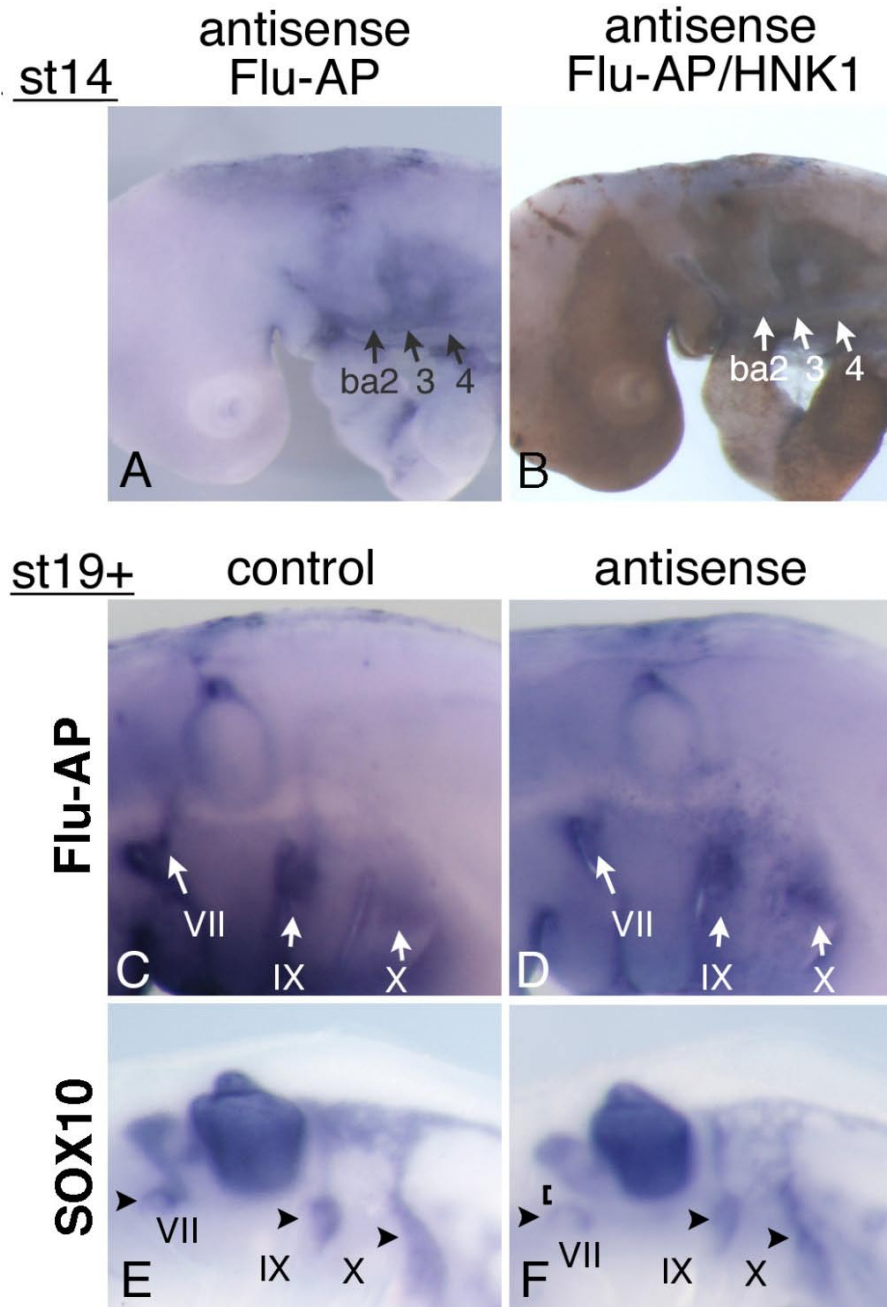 antisense
Flu-AP
antisense
Flu-AP/HNK1
st14
ba2 3 4
A
ba2 3 4
B
st19+
control
antisense
Flu-AP
VII
IX
X
C
VII
IX
X
D
SOX10
VII
IX
X
E
VII
IX
X
F